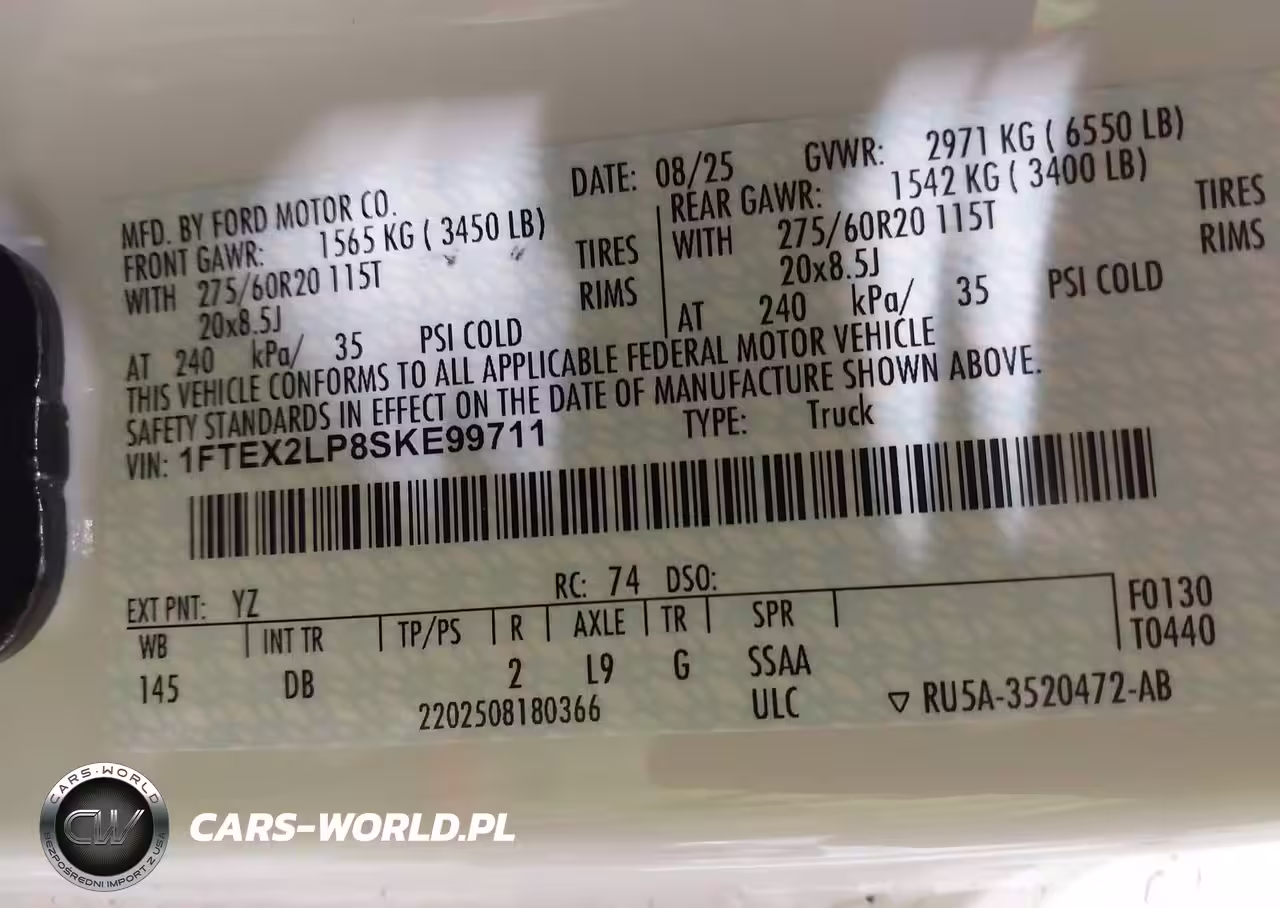 DATE: 08/25 GVWR: 2971 KG ( 6550 LB)
MFD. BY FORD MOTOR CO.
FRONT GAWR: 1565 KG ( 3450 LB)
WITH 275/60R20 115T TIRES
20x8.5J RIMS
AT 240 kPa/ 35 PSI COLD
REAR GAWR: 1542 KG ( 3400 LB)
WITH 275/60R20 115T TIRES
20x8.5J RIMS
AT 240 kPa/ 35 PSI COLD
THIS VEHICLE CONFORMS TO ALL APPLICABLE FEDERAL MOTOR VEHICLE
SAFETY STANDARDS IN EFFECT ON THE DATE OF MANUFACTURE SHOWN ABOVE.
VIN: 1FTEX2LP8SKE99711 TYPE: Truck
EXT PNT: YZ RC: 74 DSO:
WB INT TR TP/PS R AXLE TR SPR F0130
T0440
145 DB 2 L9 G SSAA
2202508180366 ULC ▽ RU5A-3520472-AB
CARS-WORLD
CW
BEZPOŚREDNI IMPORT Z USA
CARS-WORLD.PL